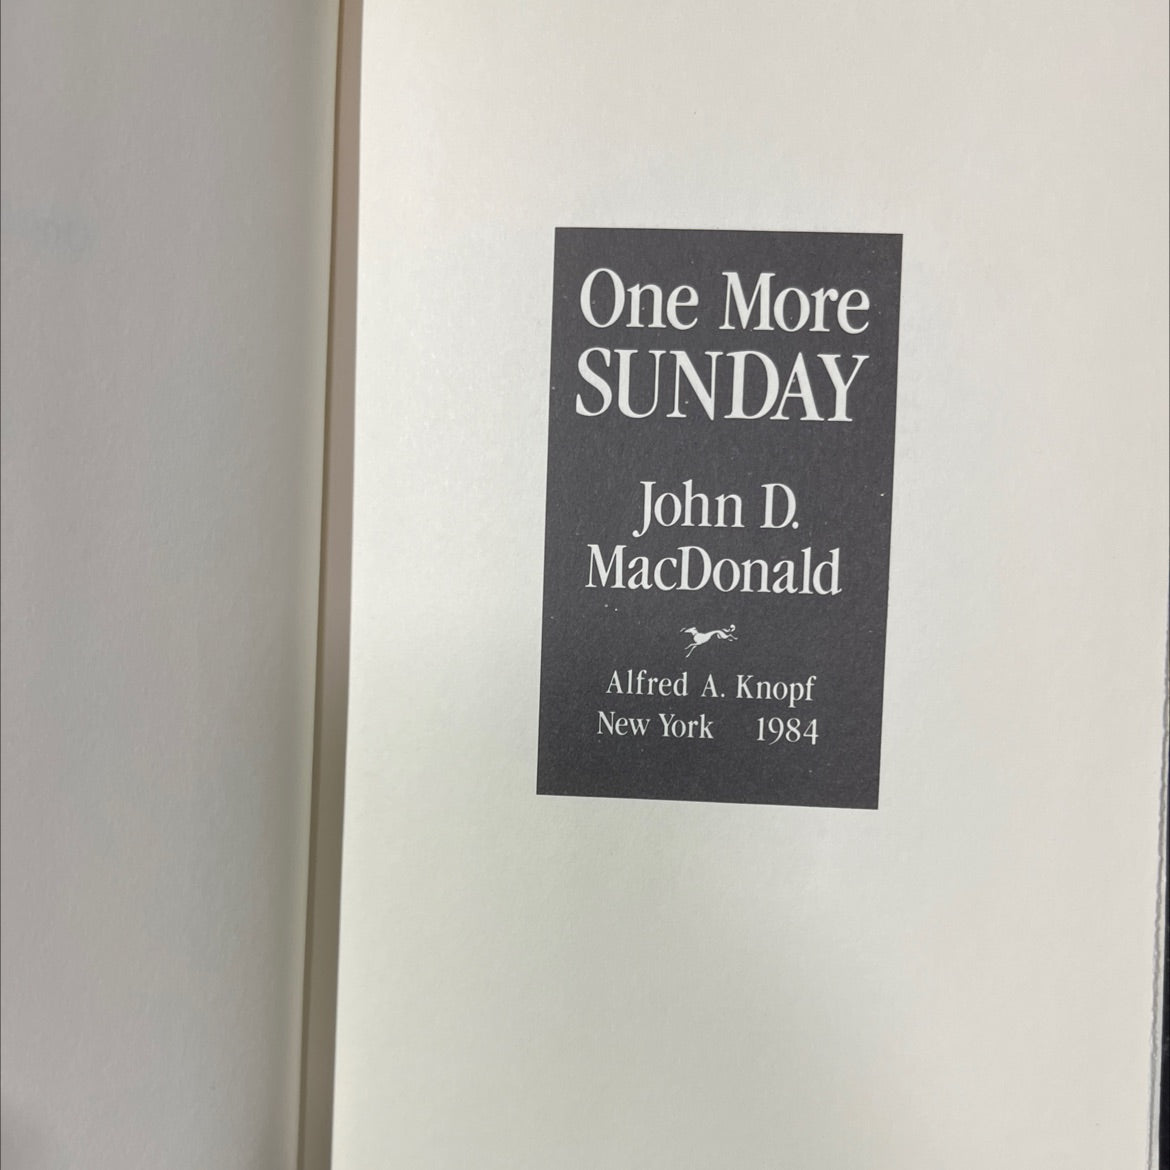 One More
SUNDAY
John D.
MacDonald
Alfred A. Knopf
New York 1984